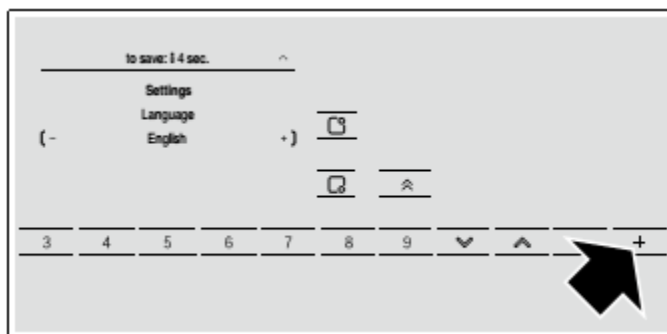 to save: 4 sec.
Settings
Language
- English +
3 4 5 6 7 8 9 +